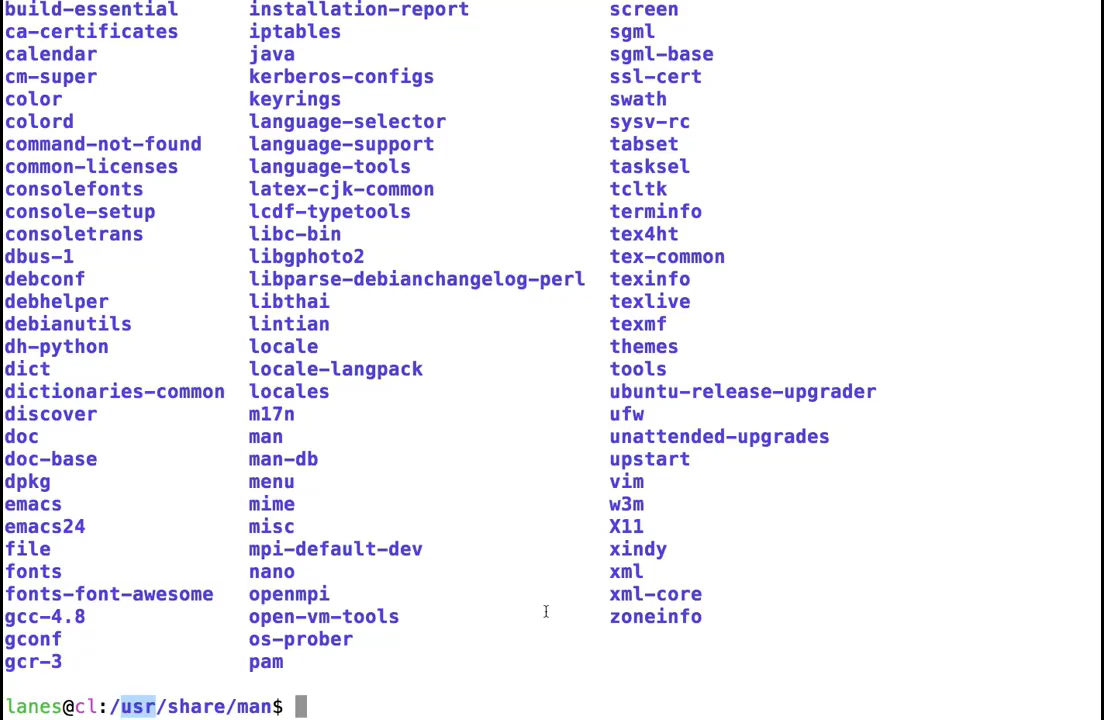 build-essential installation-report screen
ca-certificates iptables sgml
calendar java sgml-base
cm-super kerberos-configs ssl-cert
color keyrings swath
colord language-selector sysv-rc
command-not-found language-support tabset
common-licenses language-tools tasksel
consolefonts latex-cjk-common tcltk
console-setup lcdf-typetools terminfo
consoletrans libc-bin tex4ht
dbus-1 libgphoto2 tex-common
debconf libparse-debianchangelog-perl texinfo
debhelper libthai texlive
debianutils lintian texmf
dh-python locale themes
dict locale-langpack tools
dictionaries-common locales ubuntu-release-upgrader
discover m17n ufw
doc man unattended-upgrades
doc-base man-db upstart
dpkg menu vim
emacs mime w3m
emacs24 misc X11
file mpi-default-dev xindy
fonts nano xml
fonts-font-awesome openmpi xml-core
gcc-4.8 open-vm-tools zoneinfo
gconf os-prober
gcr-3 pam
lanes@cl:/usr/share/man$